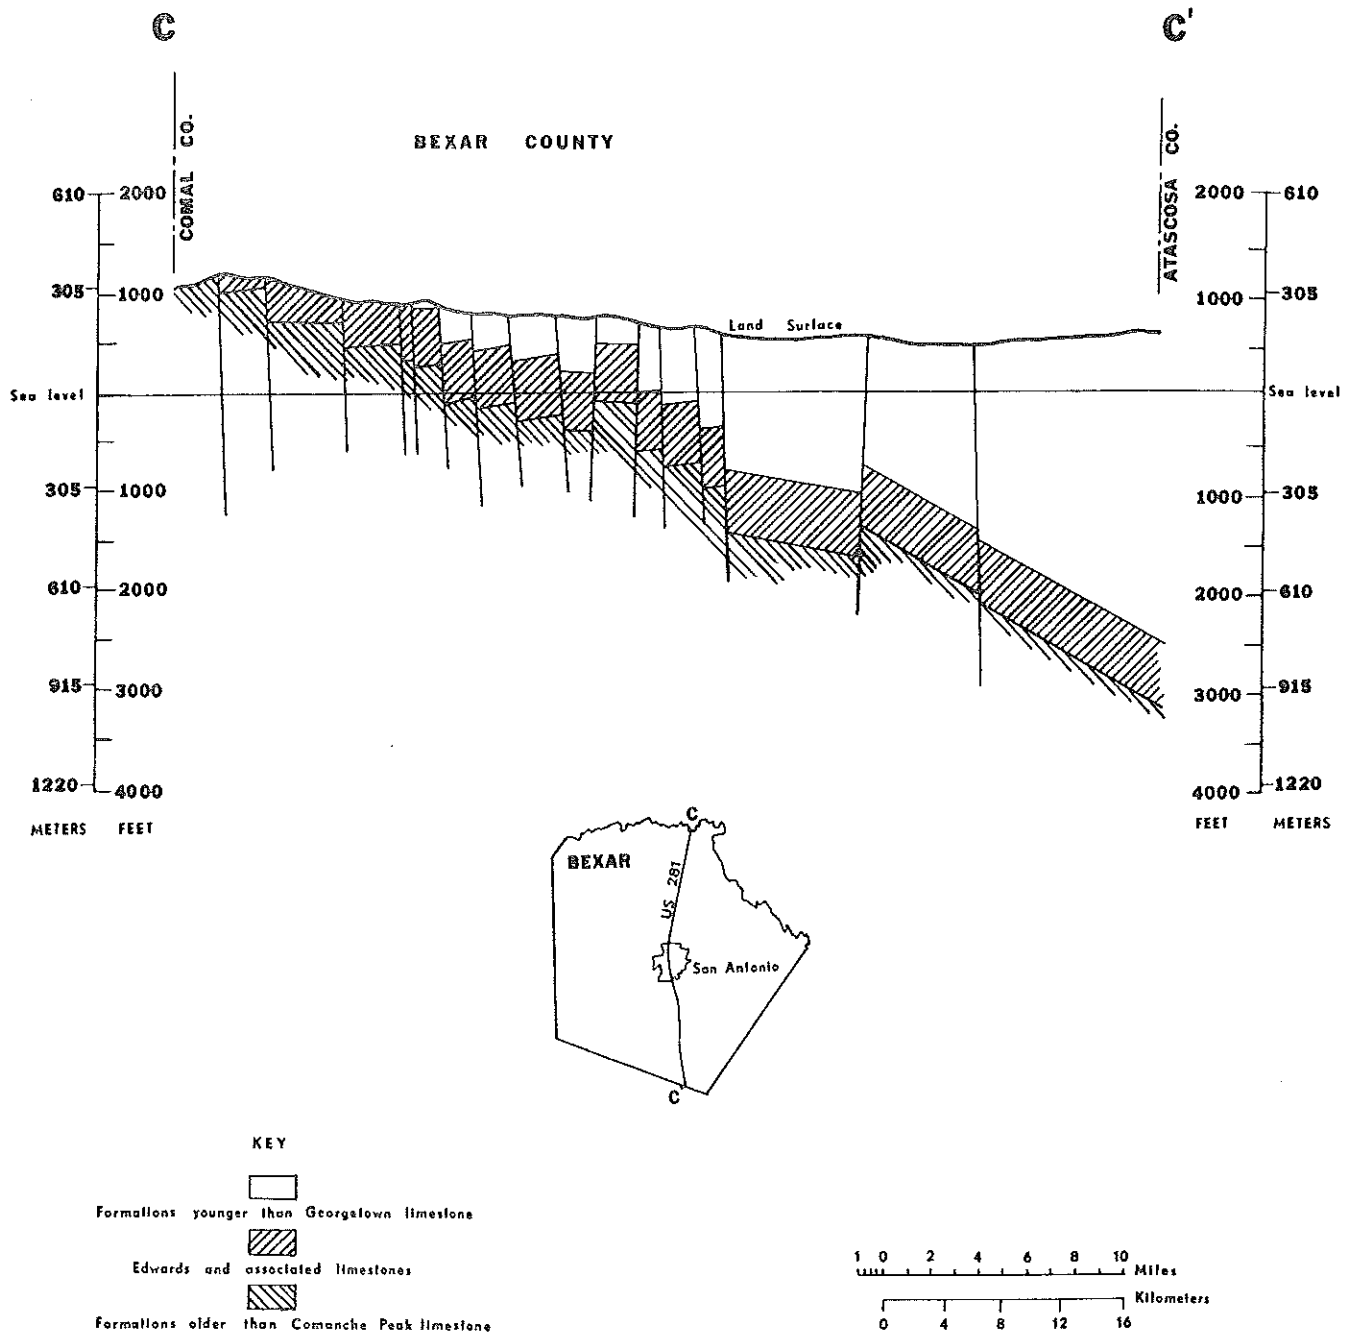 C C'
COMAL CO.
BEXAR COUNTY
ATASCOSA CO.
610 2000 2000 610
305 1000 1000 305
Land Surface
Sea level Sea level
305 1000 1000 305
610 2000 2000 610
915 3000 3000 915
1220 4000 4000 1220
METERS FEET FEET METERS
C
BEXAR
US 281
San Antonio
C
KEY
Formations younger than Georgetown limestone
Edwards and associated limestones
Formations older than Comanche Peak limestone
1 0 2 4 6 8 10
Miles
Kilometers
0 4 8 12 16